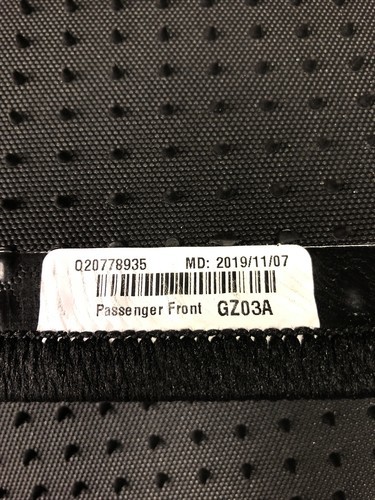 Q20778935 MD: 2019/11/07
Passenger Front GZ03A